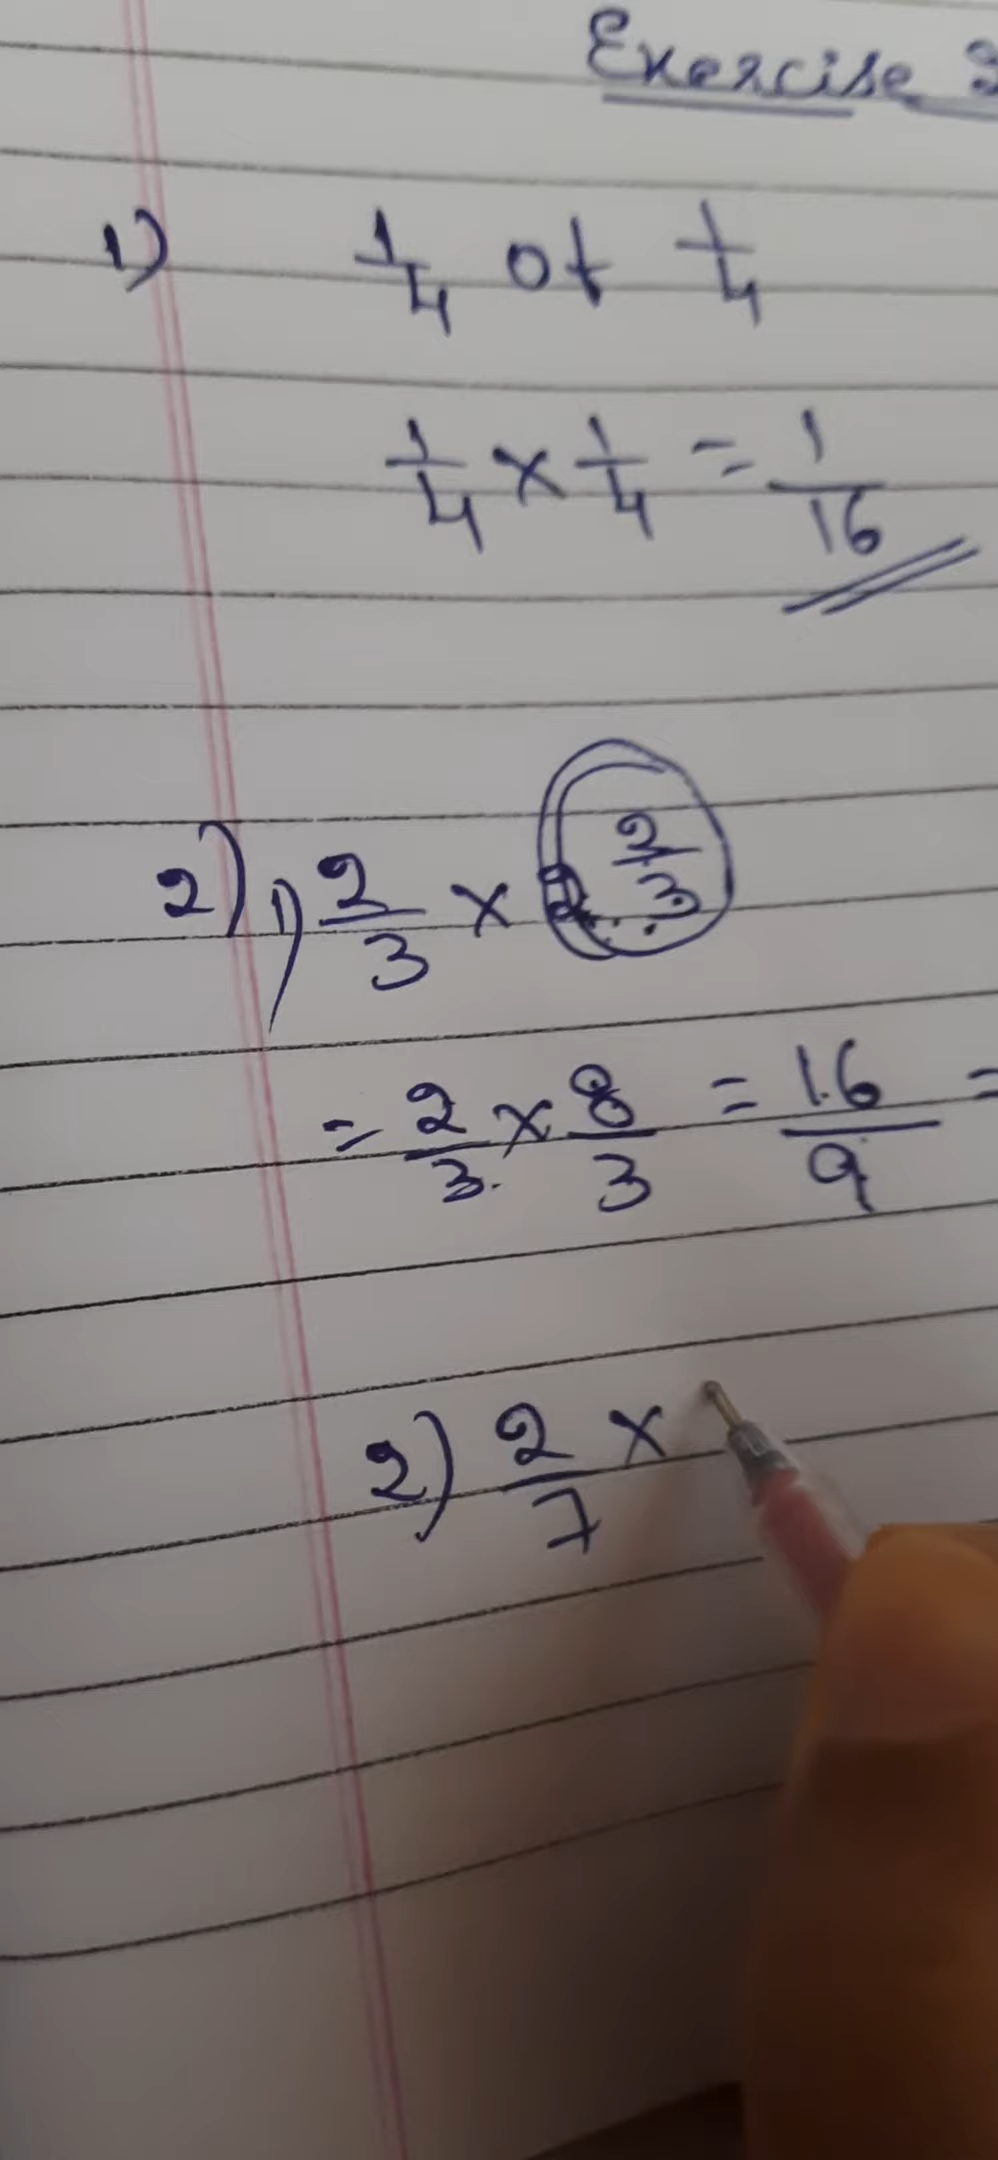 Exercise
1) 1/4 of 1/4
1/4 × 1/4 = 1/16
2) 1) 2/3 × 2 2/3
= 2/3 × 8/3 = 16/9 =
2) 2/7 ×